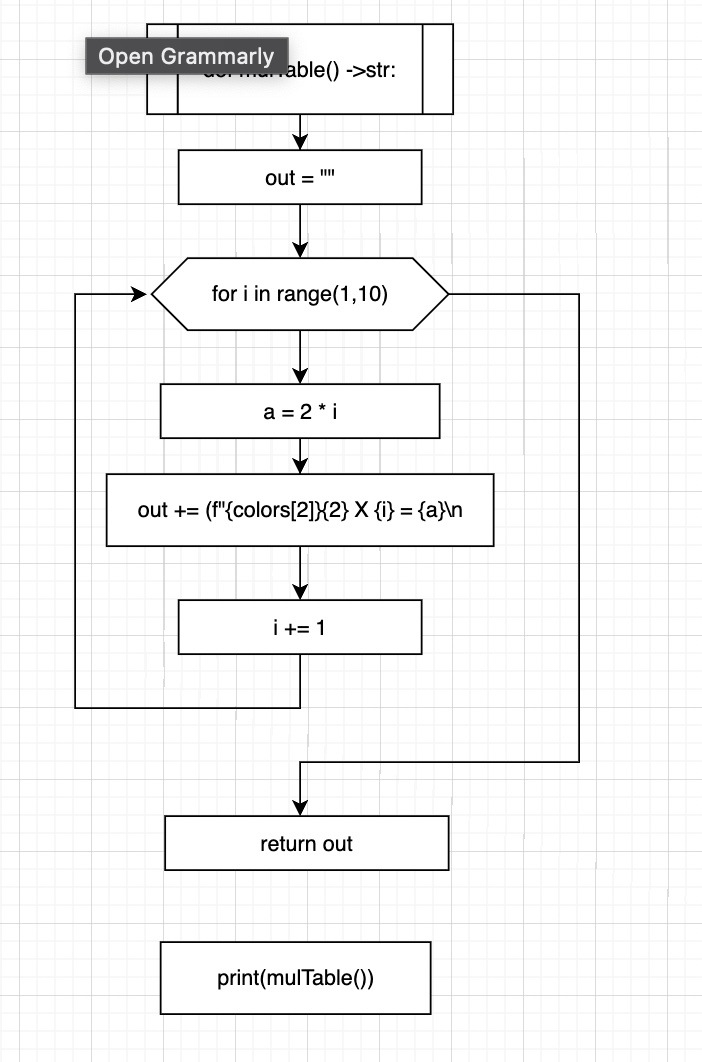 Open Grammarly
able() ->str:
out = ""
for i in range(1,10)
a = 2 * i
out += (f"{colors[2]}{2} X {i} = {a}\n
i += 1
return out
print(mulTable())